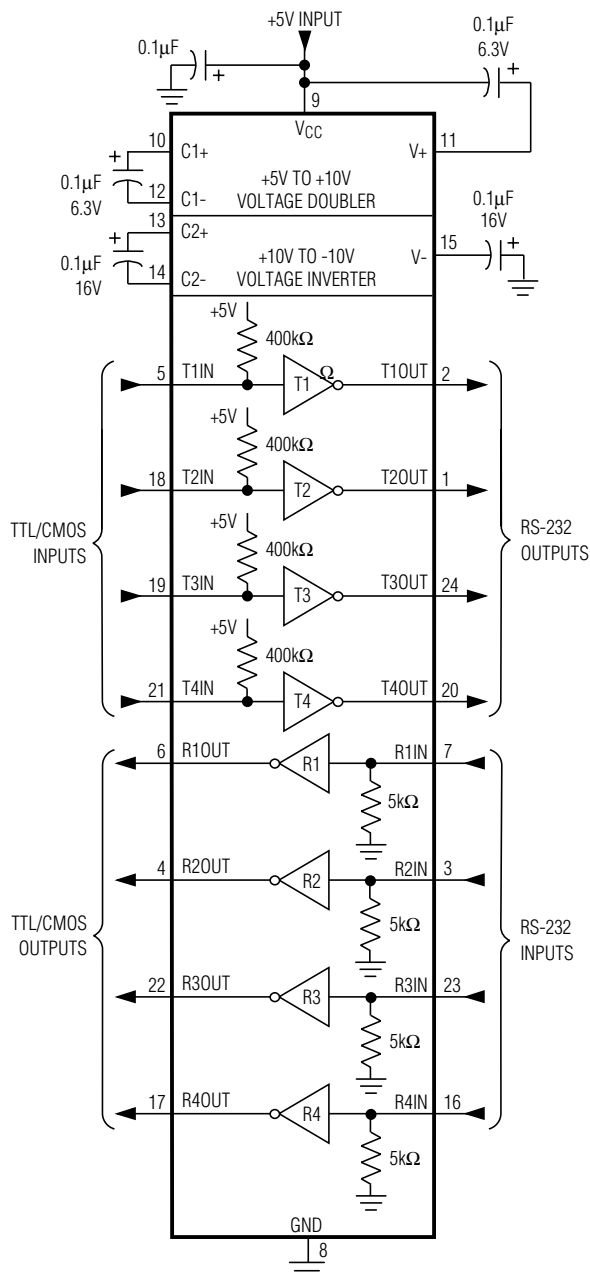 +5V INPUT
0.1µF
0.1µF
6.3V
9
VCC
10
C1+
V+
11
+5V TO +10V
VOLTAGE DOUBLER
0.1µF
6.3V
12
C1-
13
C2+
+10V TO -10V
VOLTAGE INVERTER
0.1µF
16V
14
C2-
V-
15
0.1µF
16V
+5V
400kΩ
5
T1IN
T1
Ω
T1OUT
2
+5V
400kΩ
18
T2IN
T2
T2OUT
1
TTL/CMOS
INPUTS
RS-232
OUTPUTS
+5V
400kΩ
19
T3IN
T3
T3OUT
24
+5V
400kΩ
21
T4IN
T4
T4OUT
20
6
R1OUT
R1
R1IN
7
5kΩ
4
R2OUT
R2
R2IN
3
5kΩ
TTL/CMOS
OUTPUTS
RS-232
INPUTS
22
R3OUT
R3
R3IN
23
5kΩ
17
R4OUT
R4
R4IN
16
5kΩ
GND
8